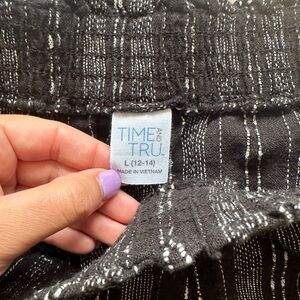 TIME AND
TRU
L (12-14)
MADE IN VIETNAM